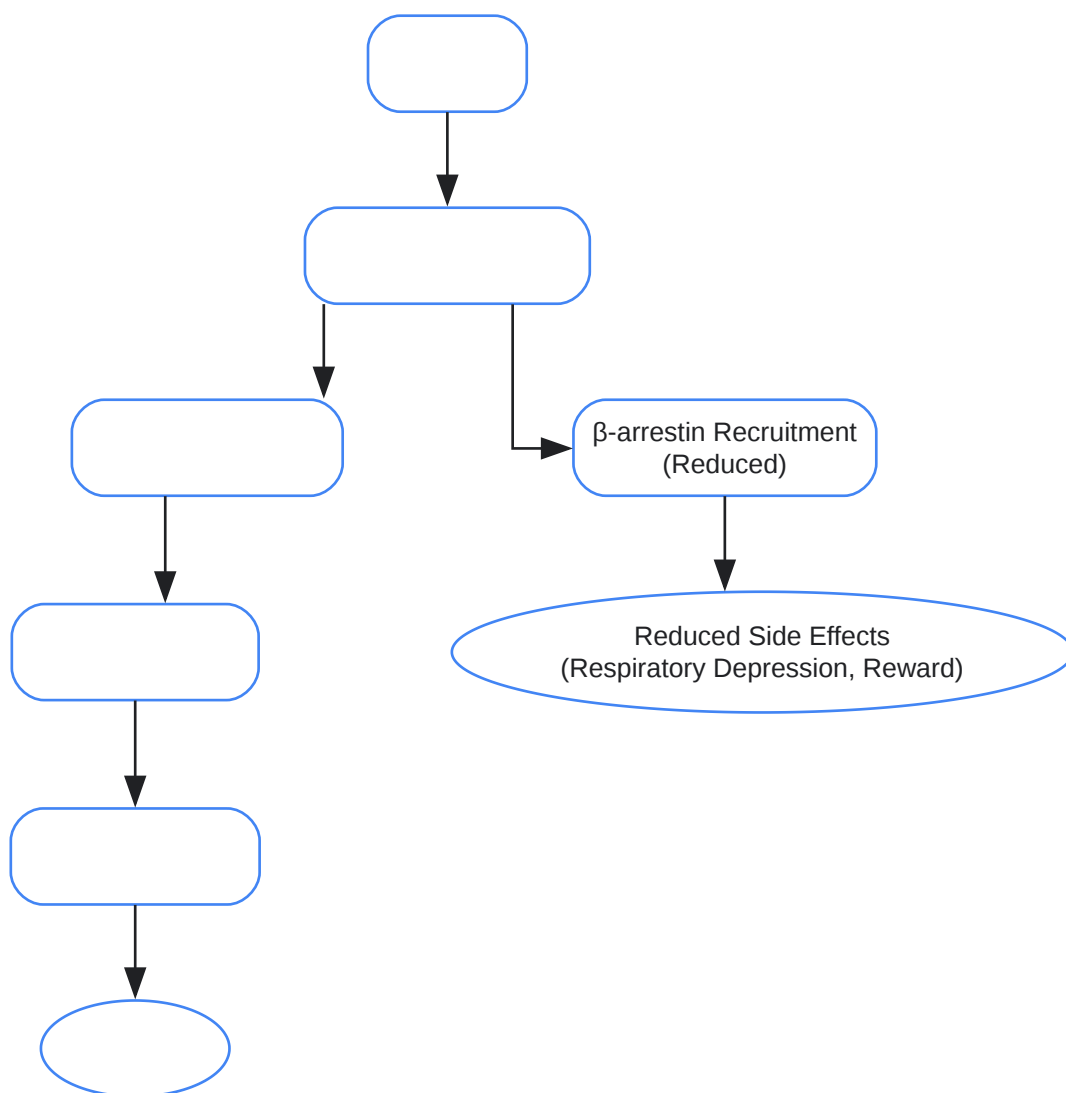 β-arrestin Recruitment
(Reduced)
Reduced Side Effects
(Respiratory Depression, Reward)